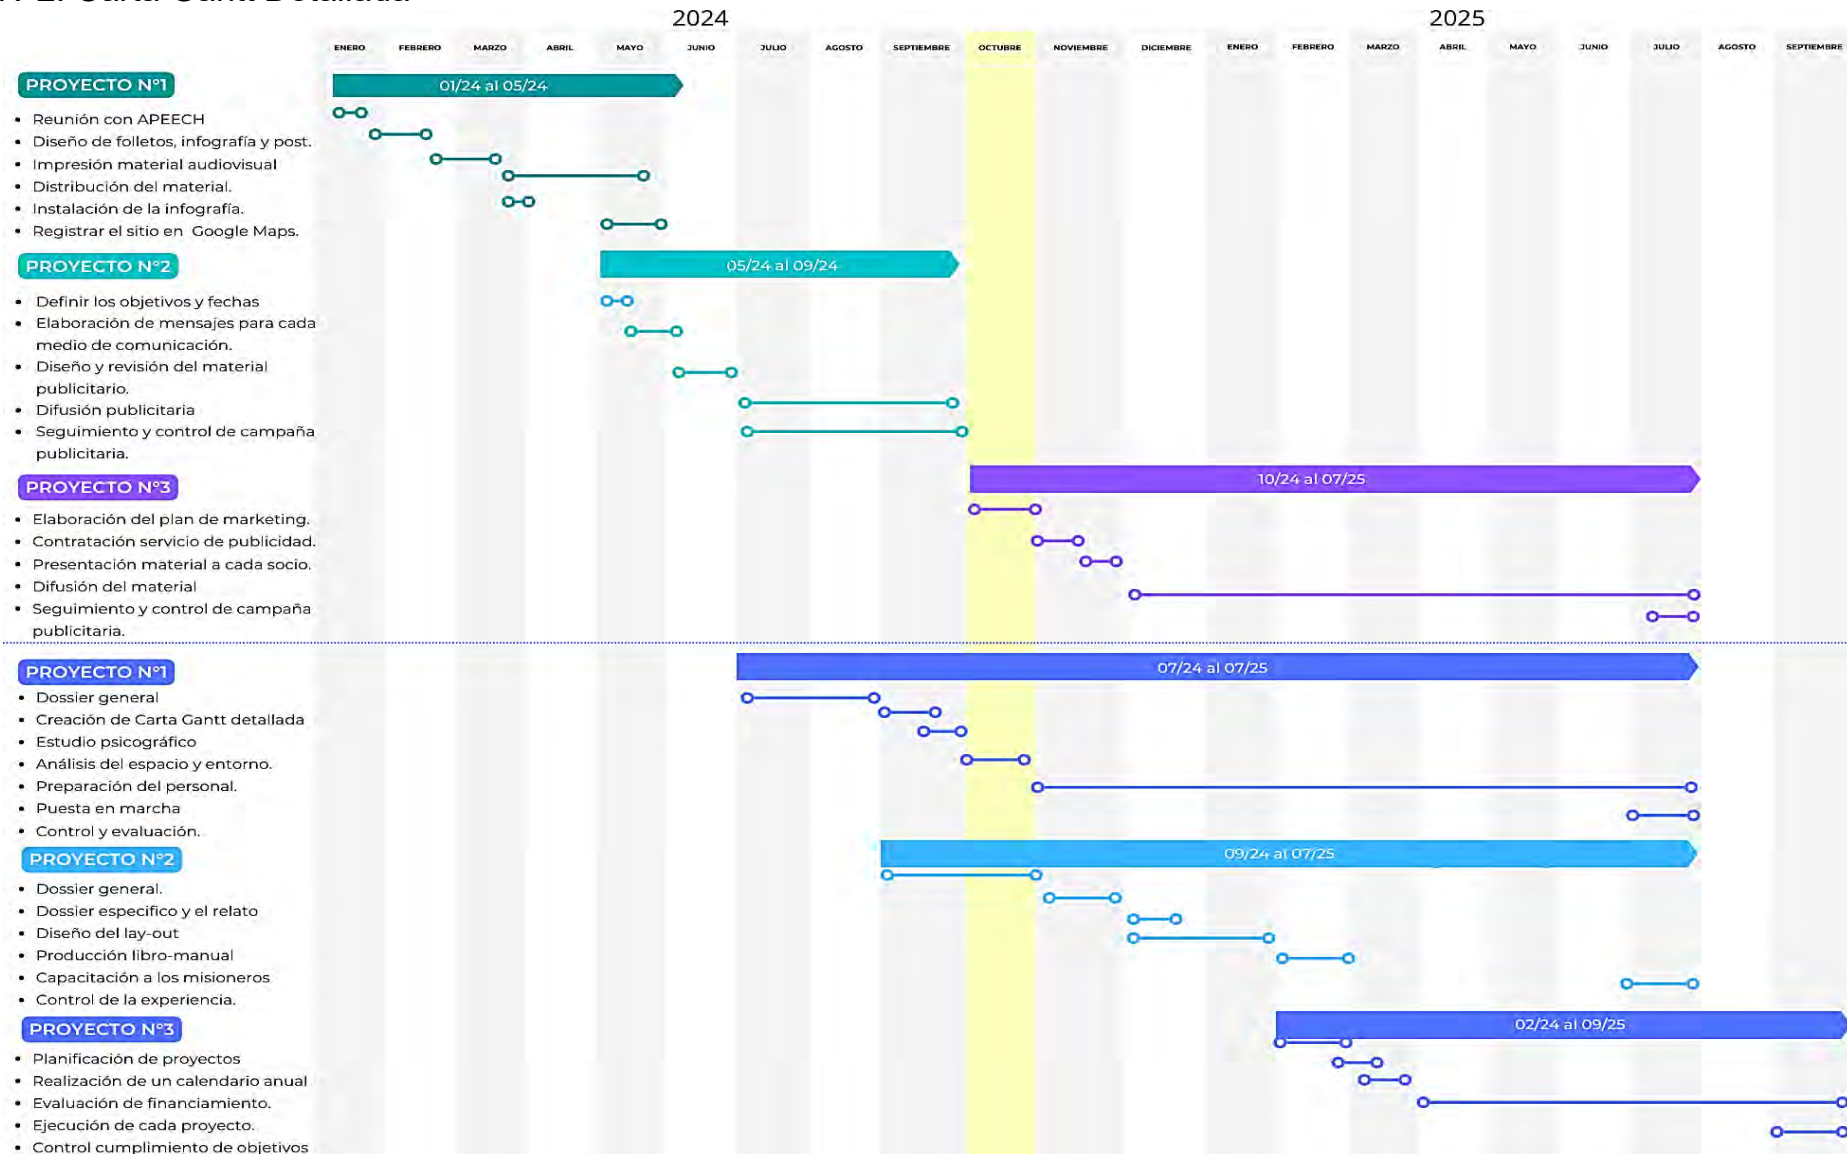 2024
2025
ENERO FEBRERO MARZO ABRIL MAYO JUNIO JULIO AGOSTO SEPTIEMBRE OCTUBRE NOVIEMBRE DICIEMBRE ENERO FEBRERO MARZO ABRIL MAYO JUNIO JULIO AGOSTO SEPTIEMBRE
PROYECTO N°1
01/24 al 05/24
• Reunión con APEECH
• Diseño de folletos, infografía y post.
• Impresión material audiovisual
• Distribución del material.
• Instalación de la infografía.
• Registrar el sitio en Google Maps.
PROYECTO N°2
05/24 al 09/24
• Definir los objetivos y fechas
• Elaboración de mensajes para cada
medio de comunicación.
• Diseño y revisión del material
publicitario.
• Difusión publicitaria
• Seguimiento y control de campaña
publicitaria.
PROYECTO N°3
10/24 al 07/25
• Elaboración del plan de marketing.
• Contratación servicio de publicidad.
• Presentación material a cada socio.
• Difusión del material
• Seguimiento y control de campaña
publicitaria.
PROYECTO N°1
07/24 al 07/25
• Dossier general
• Creación de Carta Gantt detallada
• Estudio psicográfico
• Análisis del espacio y entorno.
• Preparación del personal.
• Puesta en marcha
• Control y evaluación.
PROYECTO N°2
09/24 al 07/25
• Dossier general.
• Dossier especifico y el relato
• Diseño del lay-out
• Producción libro-manual
• Capacitación a los misioneros
• Control de la experiencia.
PROYECTO N°3
02/24 al 09/25
• Planificación de proyectos
• Realización de un calendario anual
• Evaluación de financiamiento.
• Ejecución de cada proyecto.
• Control cumplimiento de objetivos